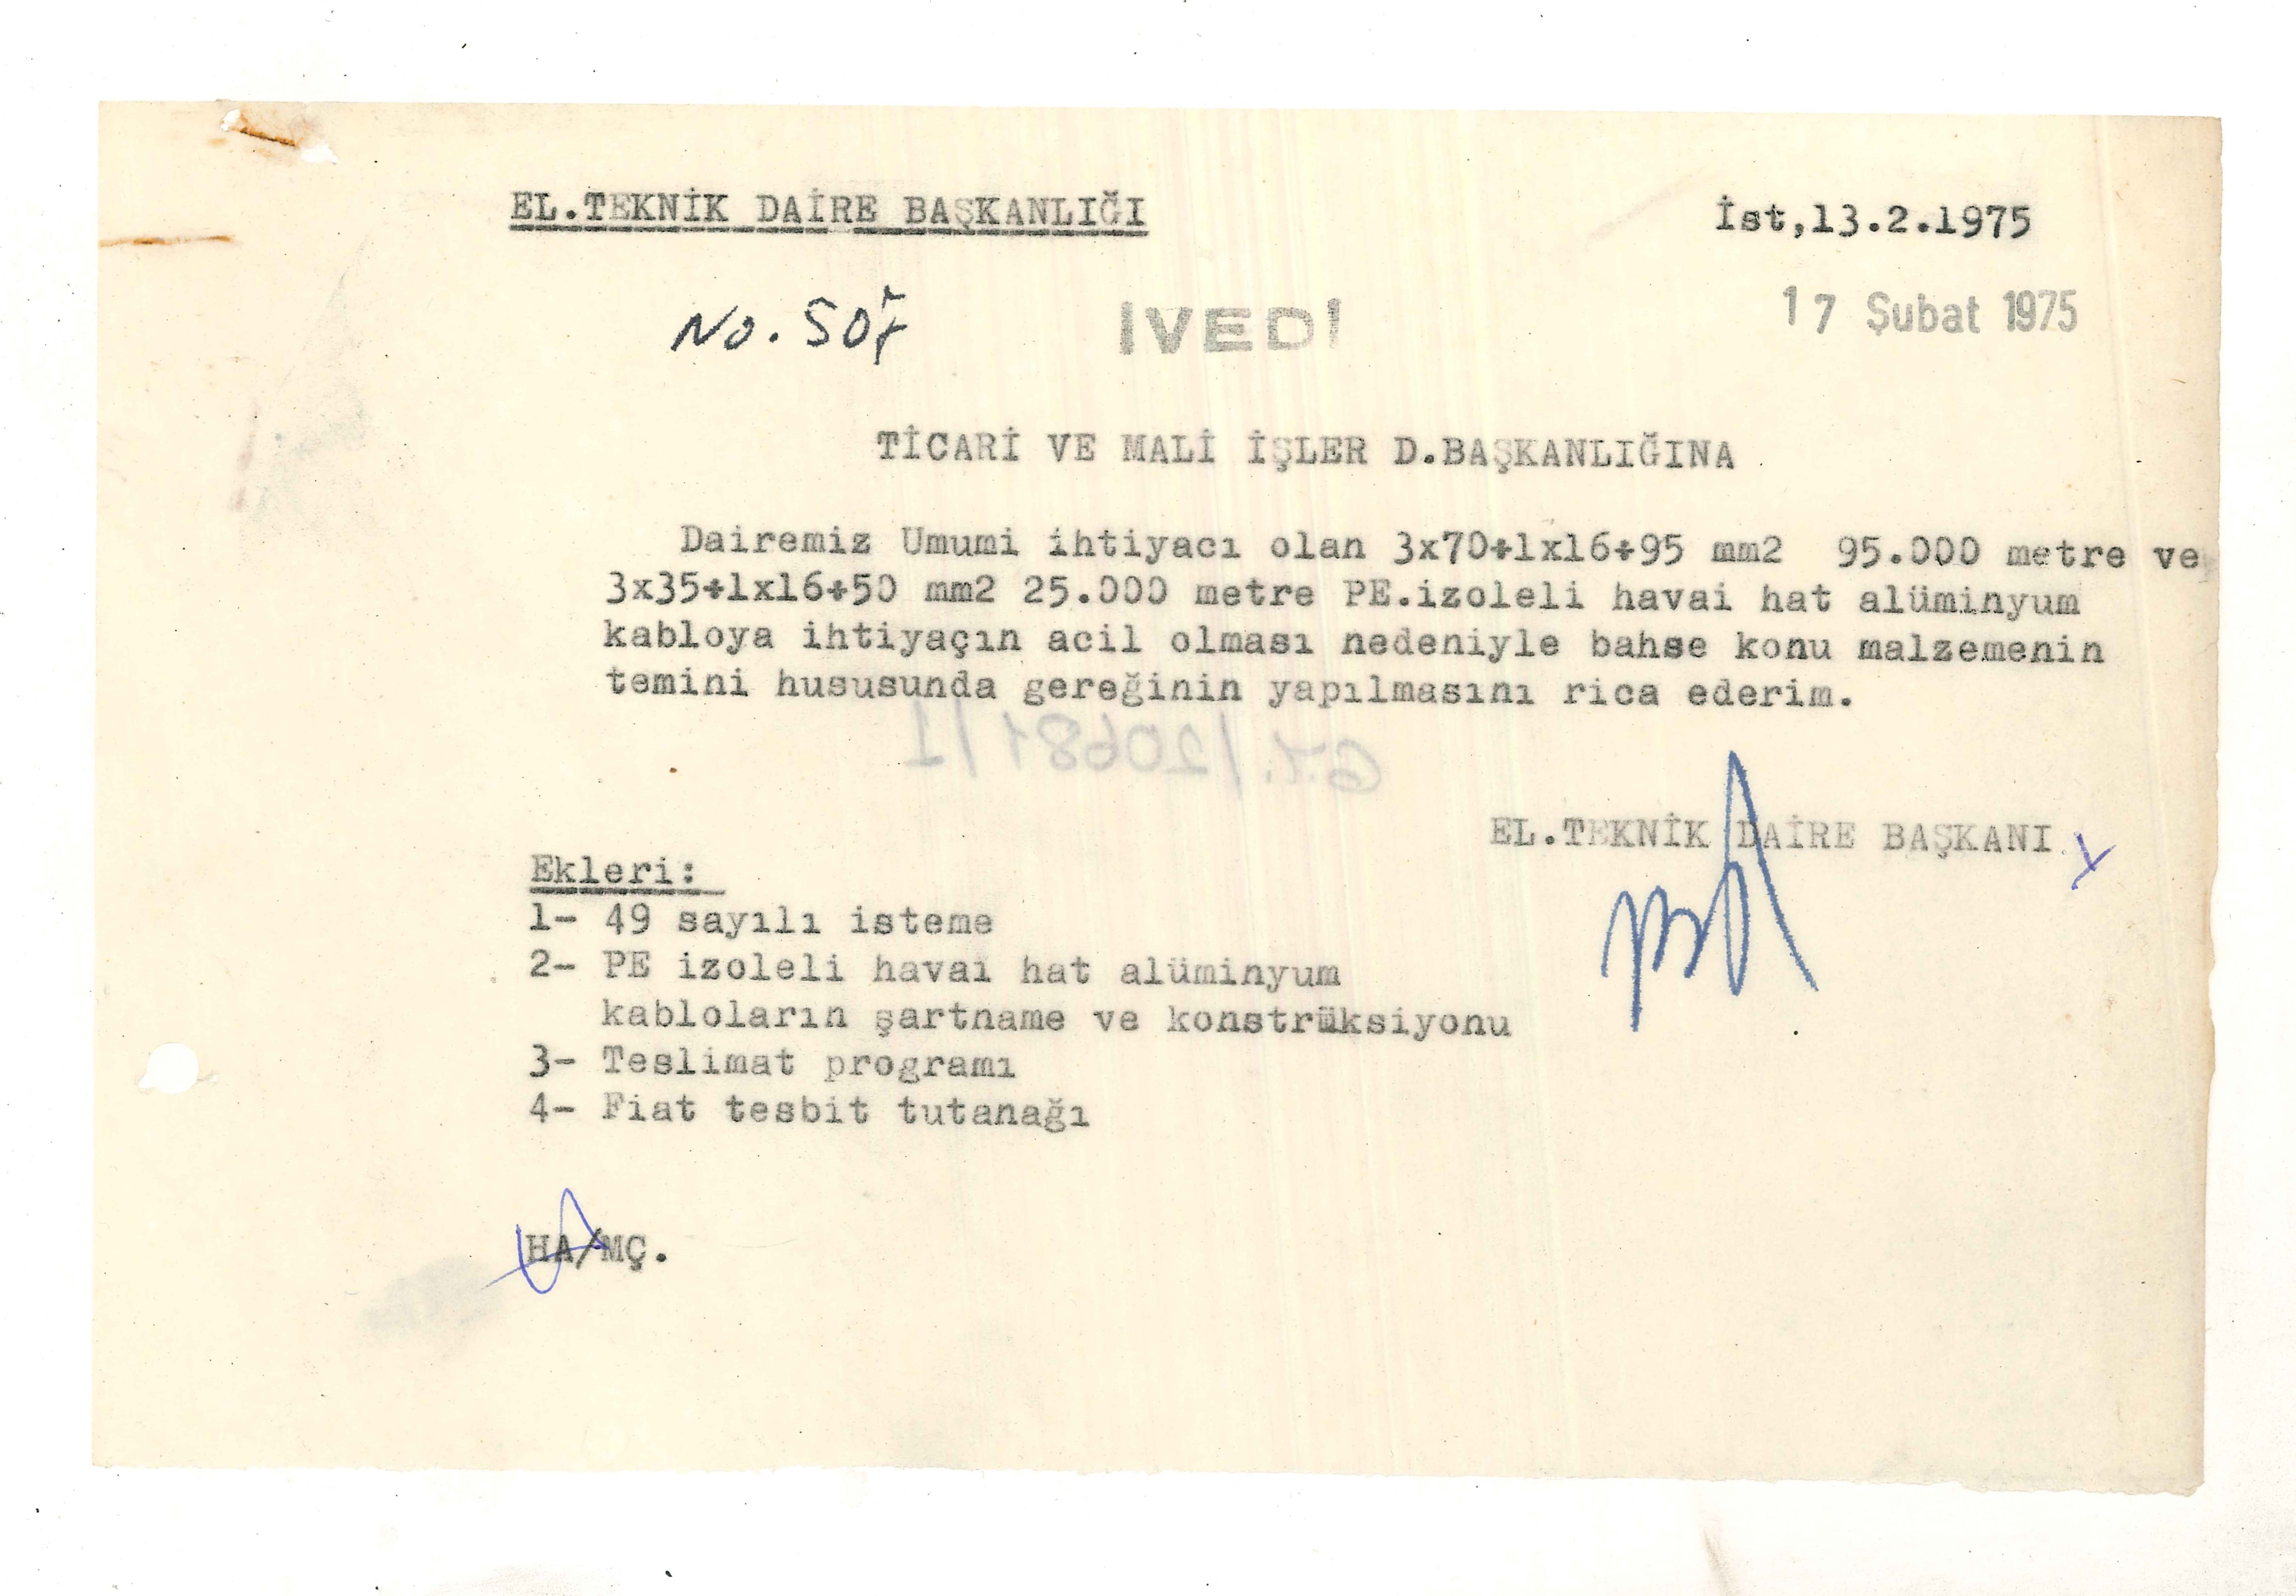 EL.TEKNİK DAİRE BAŞKANLIĞI
İst,13.2.1975
No. 507
İVEDİ
17 Şubat 1975
TİCARİ VE MALİ İŞLER D.BAŞKANLIĞINA
Dairemiz Umumi ihtiyacı olan 3x70+1x16+95 mm2 95.000 metre ve
3x35+1x16+50 mm2 25.000 metre PE.izoleli havai hat alüminyum
kabloya ihtiyaçın acil olması nedeniyle bahse konu malzemenin
temini hususunda gereğinin yapılmasını rica ederim.
EL.TEKNİK DAİRE BAŞKANI
Ekleri:
1- 49 sayılı isteme
2- PE izoleli havai hat alüminyum
kabloların şartname ve konstrüksiyonu
3- Teslimat programı
4- Fiat tesbit tutanağı
HA/MÇ.